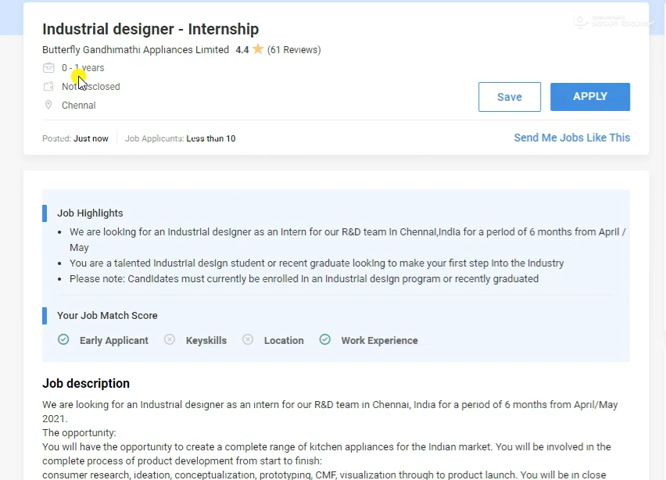 Industrial designer - Internship
Butterfly Gandhimathi Appliances Limited 4.4 (61 Reviews)
0 - 1 years
Not disclosed
Chennai
Save
APPLY
Posted: Just now Job Applicants: Less than 10
Send Me Jobs Like This
Job Highlights
We are looking for an Industrial designer as an Intern for our R&D team in Chennai,India for a period of 6 months from April /
May
You are a talented Industrial design student or recent graduate looking to make your first step Into the Industry
Please note: Candidates must currently be enrolled in an Industrial design program or recently graduated
Your Job Match Score
Early Applicant Keyskills Location Work Experience
Job description
We are looking for an Industrial designer as an intern for our R&D team in Chennai, India for a period of 6 months from April/May
2021.
The opportunity:
You will have the opportunity to create a complete range of kitchen appliances for the Indian market. You will be involved in the
complete process of product development from start to finish:
consumer research, ideation, conceptualization, prototyping, CMF, visualization through to product launch. You will be in close